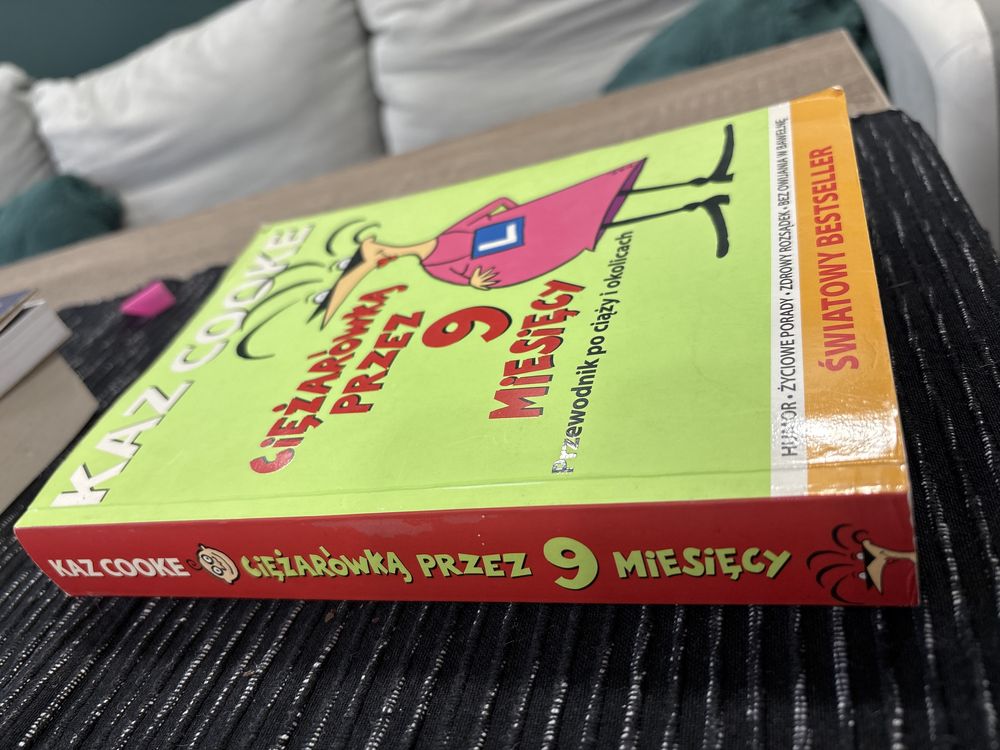 KAZ COOKE
CIĘŻARÓWKĄ
PRZEZ
9
MIESIĘCY
Przewodnik po ciąży i okolicach
L
HUMOR • ŻYCIOWE PORADY • ZDROWY ROZSĄDEK • BEZ OWIJANIA W BAWEŁNĘ
ŚWIATOWY BESTSELLER
KAZ COOKE CIĘŻARÓWKĄ PRZEZ 9 MIESIĘCY